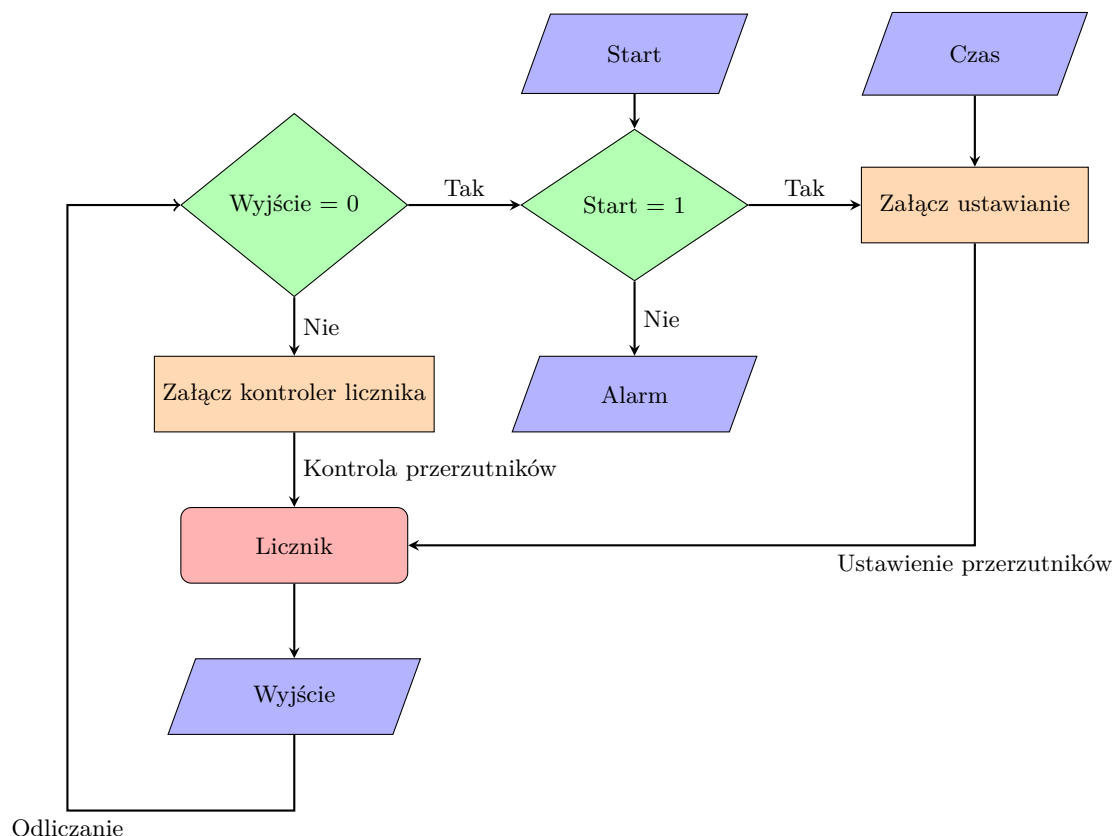 Start
Czas
Wyjście = 0
Tak
Start = 1
Tak
Załącz ustawianie
Nie
Nie
Załącz kontroler licznika
Alarm
Kontrola przerzutników
Licznik
Ustawienie przerzutników
Wyjście
Odliczanie